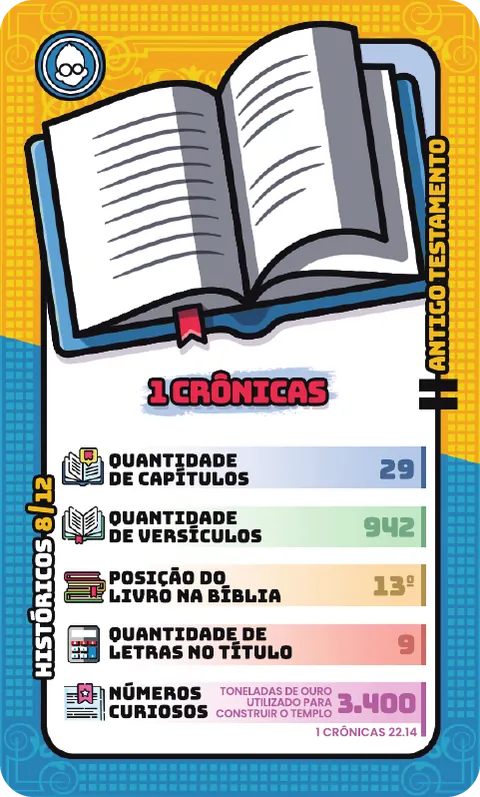 ANTIGO TESTAMENTO
1 CRÔNICAS
HISTÓRICOS 8/12
QUANTIDADE
DE CAPÍTULOS
29
QUANTIDADE
DE VERSÍCULOS
942
POSIÇÃO DO
LIVRO NA BÍBLIA
13º
QUANTIDADE DE
LETRAS NO TÍTULO
9
NÚMEROS
CURIOSOS
TONELADAS DE OURO
UTILIZADO PARA
CONSTRUIR O TEMPLO
3.400
1 CRÔNICAS 22.14